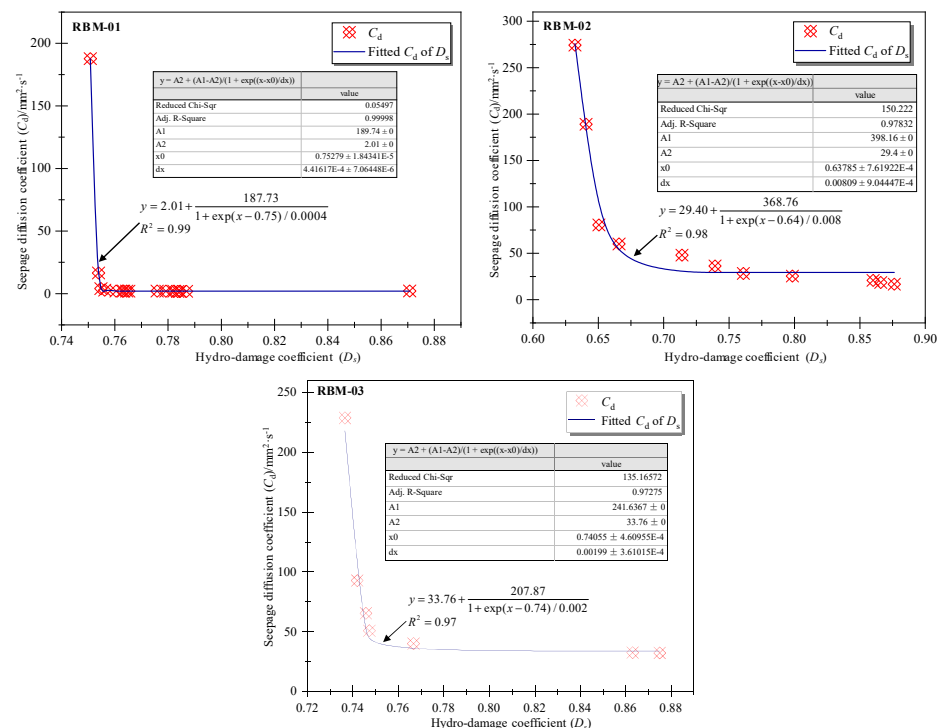 RBM-01
C_d
Fitted C_d of D_s
y = A2 + (A1-A2)/(1 + exp((x-x0)/dx))
value
Reduced Chi-Sqr 0.05497
Adj. R-Square 0.99998
A1 189.74 ± 0
A2 2.01 ± 0
x0 0.75279 ± 1.84341E-5
dx 4.41617E-4 ± 7.06448E-6
y = 2.01 + 187.73 / 1 + exp(x − 0.75) / 0.0004
R² = 0.99
Seepage diffusion coefficient (C_d)/mm²·s⁻¹
200
150
100
50
0
0.74 0.76 0.78 0.80 0.82 0.84 0.86 0.88
Hydro-damage coefficient (D_s)
RBM-02
C_d
Fitted C_d of D_s
y = A2 + (A1-A2)/(1 + exp((x-x0)/dx))
value
Reduced Chi-Sqr 150.222
Adj. R-Square 0.97832
A1 398.16 ± 0
A2 29.4 ± 0
x0 0.63785 ± 7.61922E-4
dx 0.00809 ± 9.04447E-4
y = 29.40 + 368.76 / 1 + exp(x − 0.64) / 0.008
R² = 0.98
Seepage diffusion coefficient (C_d)/mm²·s⁻¹
300
250
200
150
100
50
0
0.60 0.65 0.70 0.75 0.80 0.85 0.90
Hydro-damage coefficient (D_s)
RBM-03
C_d
Fitted C_d of D_s
y = A2 + (A1-A2)/(1 + exp((x-x0)/dx))
value
Reduced Chi-Sqr 135.16572
Adj. R-Square 0.97275
A1 241.6367 ± 0
A2 33.76 ± 0
x0 0.74055 ± 4.60955E-4
dx 0.00199 ± 3.61015E-4
y = 33.76 + 207.87 / 1 + exp(x − 0.74) / 0.002
R² = 0.97
Seepage diffusion coefficient (C_d)/mm²·s⁻¹
250
200
150
100
50
0
0.72 0.74 0.76 0.78 0.80 0.82 0.84 0.86 0.88
Hydro-damage coefficient (D_s)